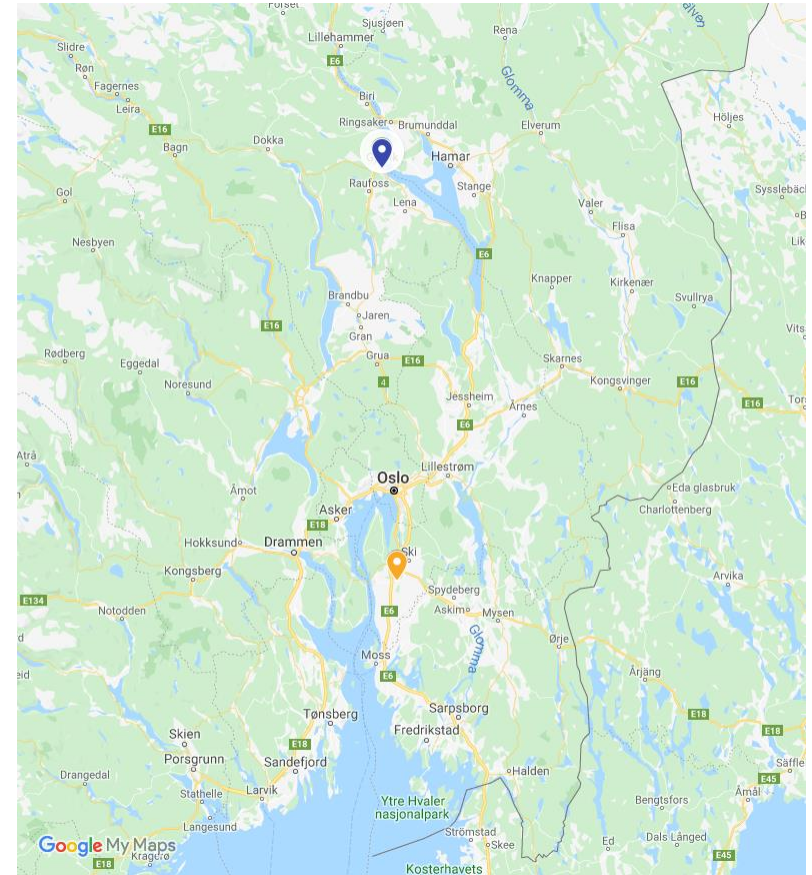 Forset
Sjusjøen
Lillehammer
Rena
älven
Slidre
Røn
E6
Glomma
Fagernes
Leira
Biri
Höljes
E16
Ringsaker
Brumunddal
Elverum
Dokka
Bagn
Hamar
Raufoss
Stange
Gol
Lena
Valer
Flisa
Nesbyen
E6
Knapper
Kirkenær
Svullrya
Brandbu
Jaren
E16
Gran
Rødberg
Eggedal
Grua
E16
Skarnes
Noresund
4
Kongsvinger
E16
Jessheim
Årnes
E16
E6
Atrå
Oslo
Lillestrøm
Åmot
Eda glasbruk
Asker
E18
Charlottenberg
Hokksund
Drammen
Ski
Kongsberg
Arvika
E134
Notodden
Spydeberg
E6
Askim
Mysen
Glomma
Ørje
Moss
E6
Årjäng
Tønsberg
Sarpsborg
E18
Skien
Fredrikstad
E18
Porsgrunn
Sandefjord
Säffle
Drangedal
Halden
E45
Stathelle
Larvik
Åmål
Ytre Hvaler
nasjonalpark
Bengtsfors
Langesund
Strömstad
Skee
Ed
Dals Långed
Google My Maps
Kragerø
E18
E45
Kosterhavets